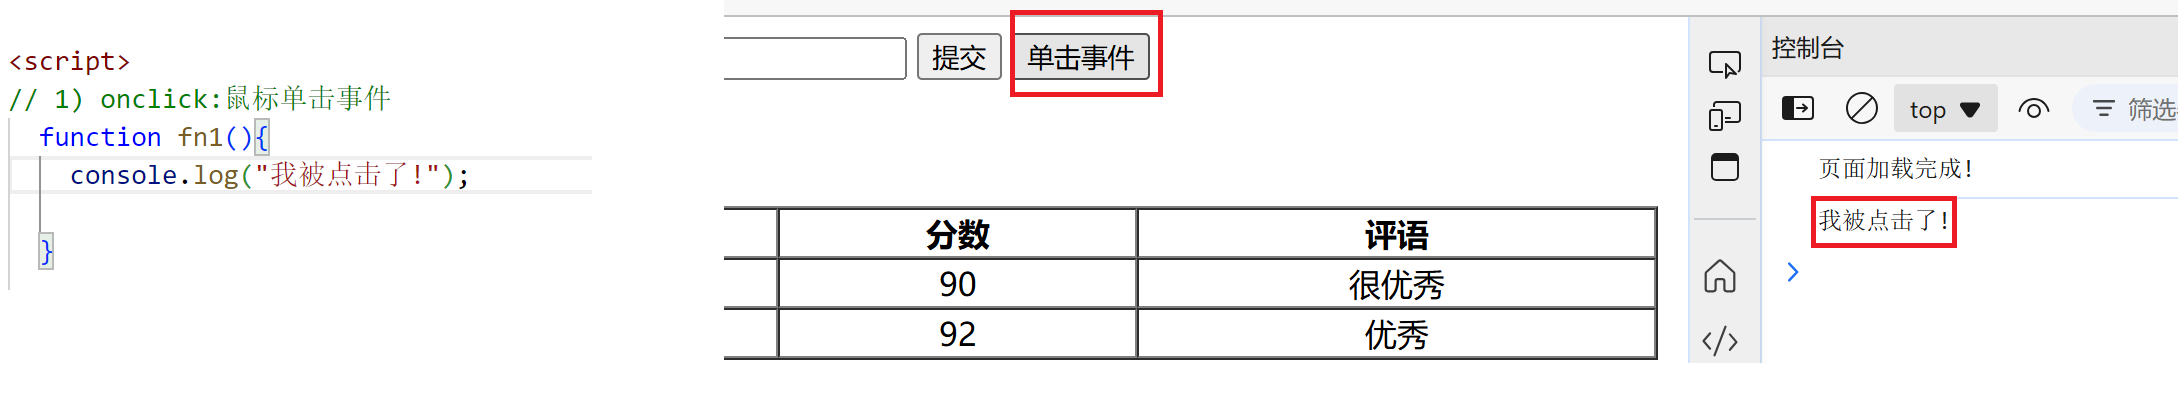 <script>
// 1) onclick:鼠标单击事件
function fn1(){
console.log("我被点击了!");
}
提交 单击事件
分数 评语
90 很优秀
92 优秀
控制台
top 筛选
页面加载完成!
我被点击了!